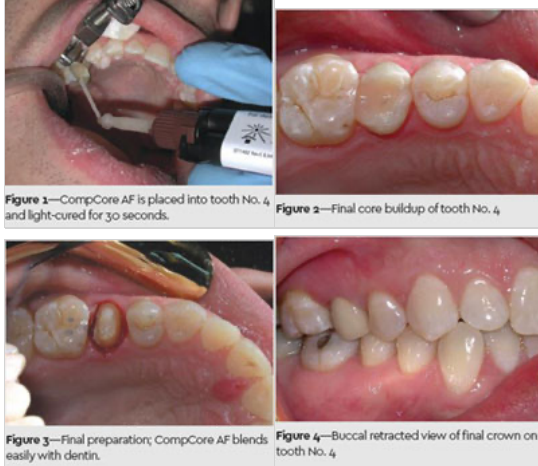 Figure 1—CompCore AF is placed into tooth No. 4
and light-cured for 30 seconds.
Figure 2—Final core buildup of tooth No. 4
Figure 3—Final preparation; CompCore AF blends
easily with dentin.
Figure 4—Buccal retracted view of final crown on
tooth No. 4